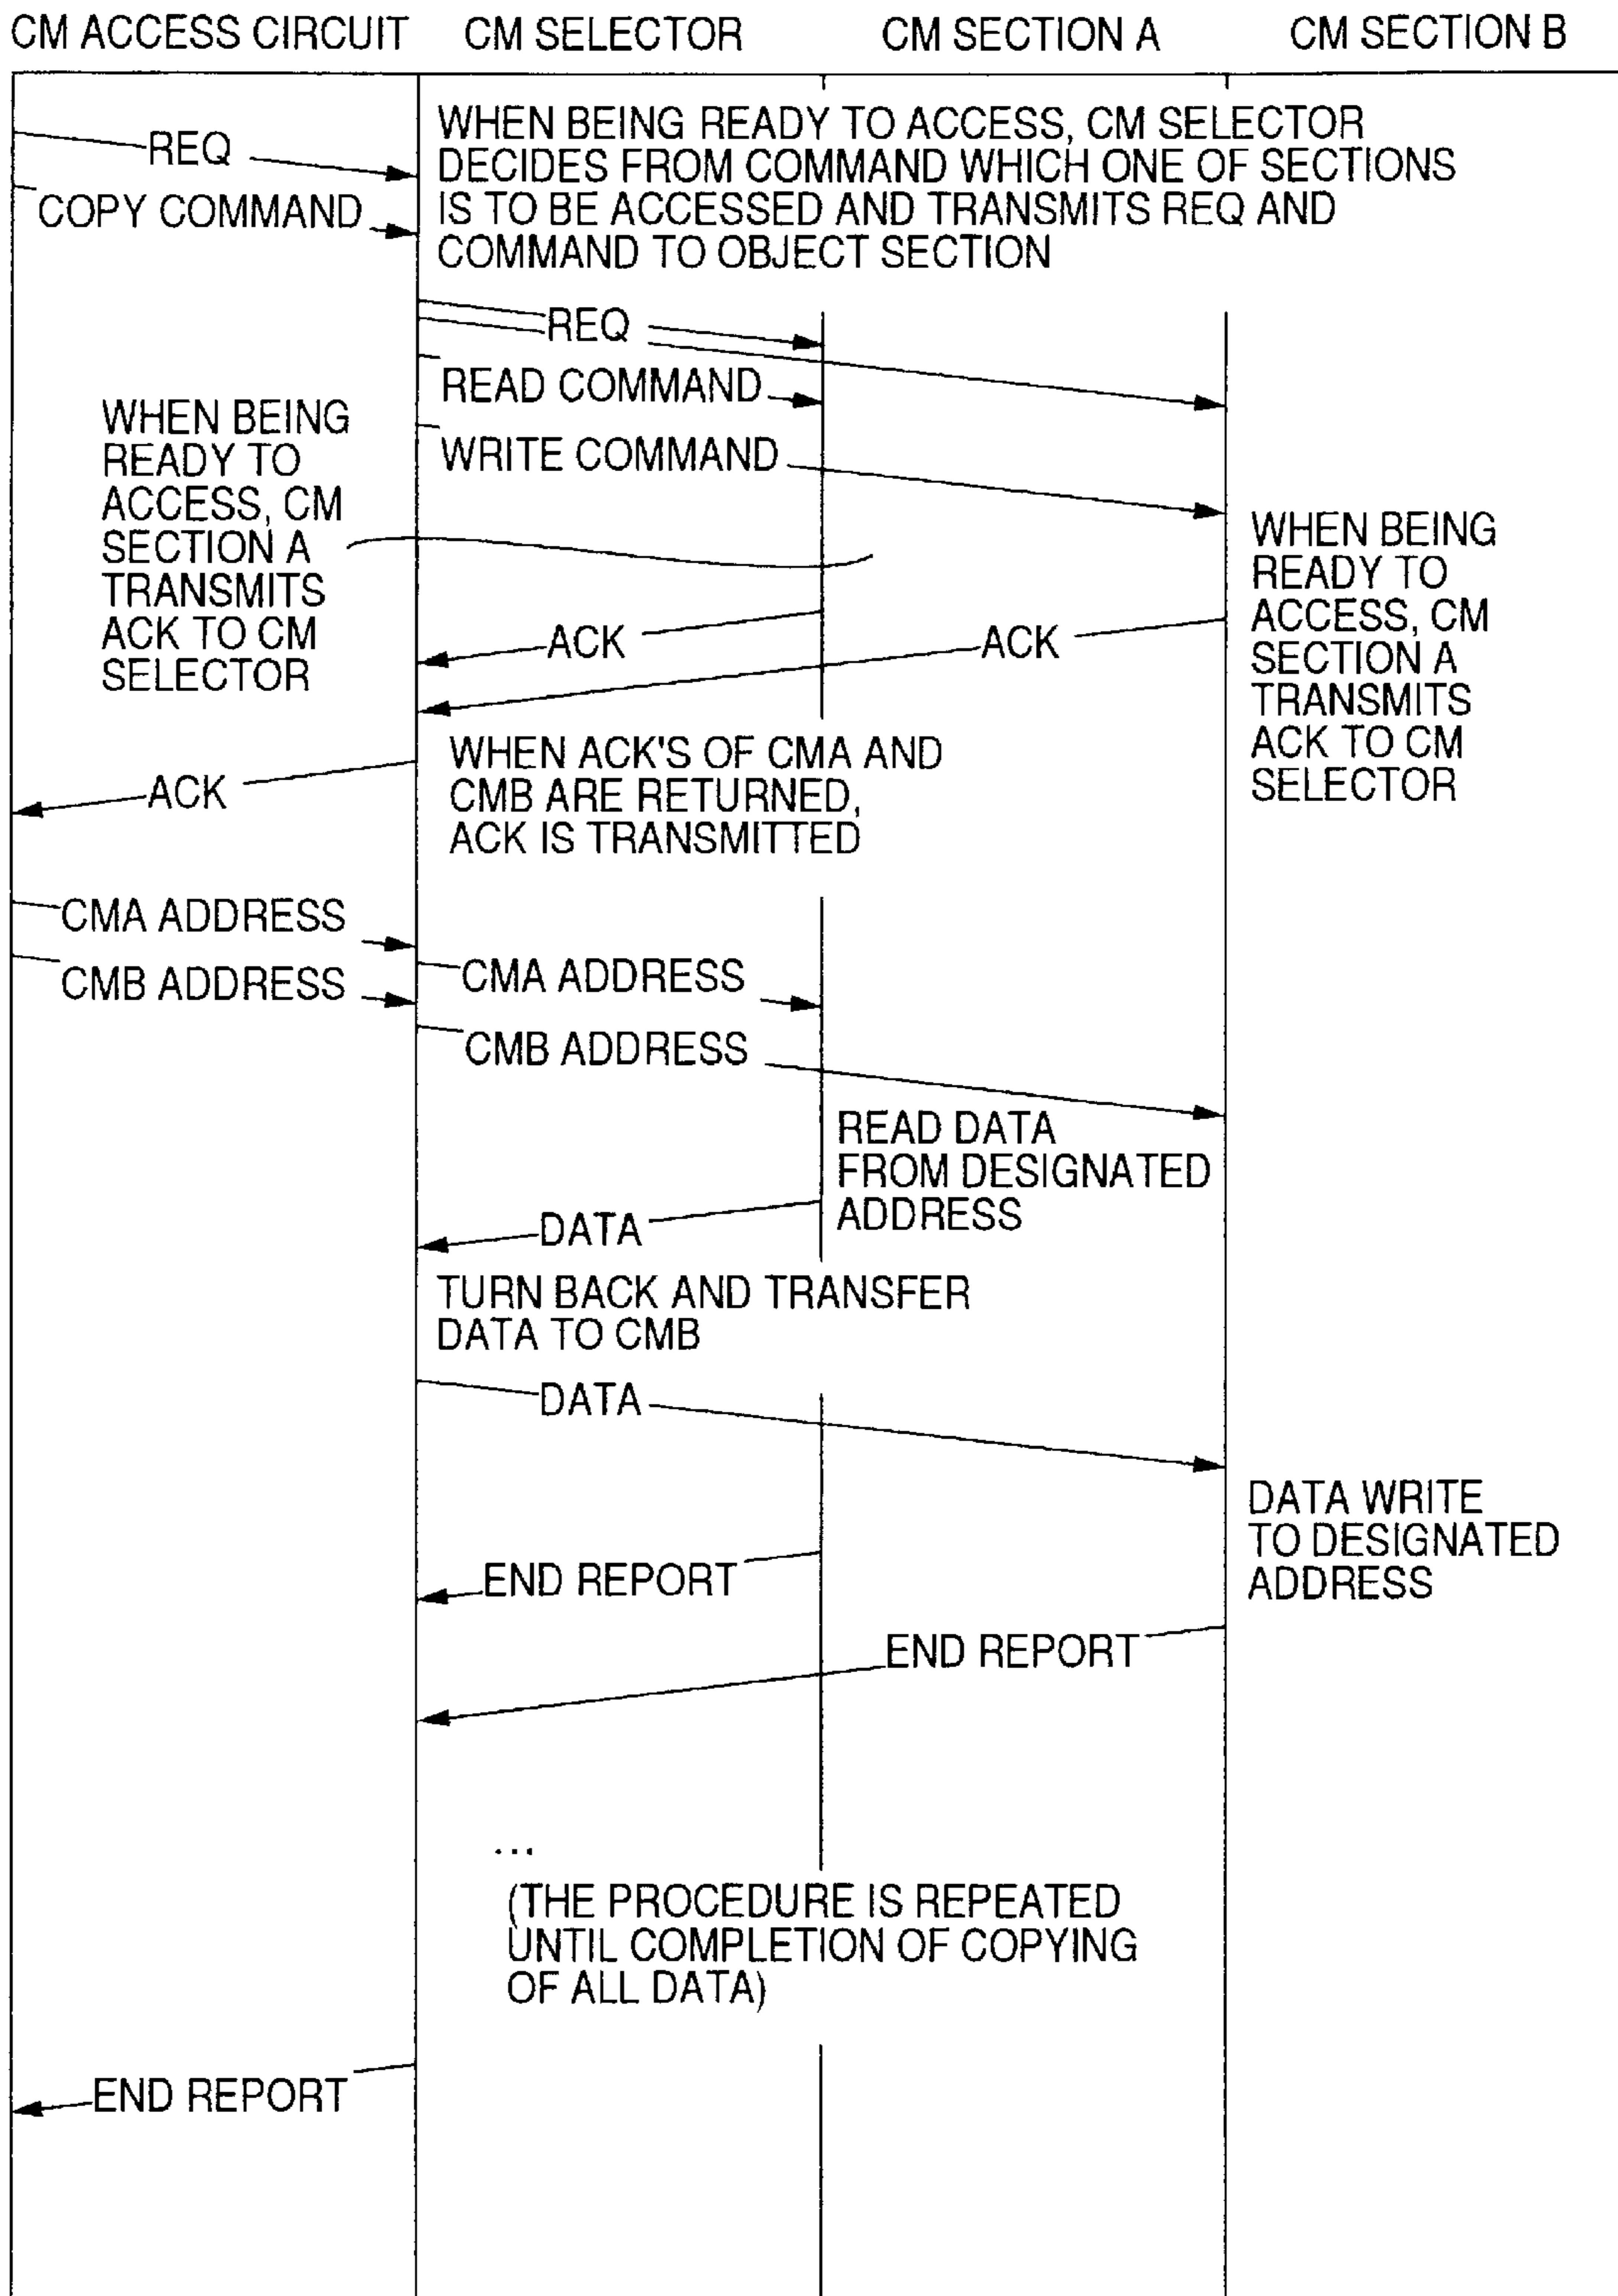 CM ACCESS CIRCUIT
CM SELECTOR
CM SECTION A
CM SECTION B
REQ
COPY COMMAND
WHEN BEING READY TO ACCESS, CM SELECTOR
DECIDES FROM COMMAND WHICH ONE OF SECTIONS
IS TO BE ACCESSED AND TRANSMITS REQ AND
COMMAND TO OBJECT SECTION
REQ
READ COMMAND
WRITE COMMAND
WHEN BEING
READY TO
ACCESS, CM
SECTION A
TRANSMITS
ACK TO CM
SELECTOR
WHEN BEING
READY TO
ACCESS, CM
SECTION A
TRANSMITS
ACK TO CM
SELECTOR
ACK
ACK
ACK
WHEN ACK'S OF CMA AND
CMB ARE RETURNED,
ACK IS TRANSMITTED
CMA ADDRESS
CMB ADDRESS
CMA ADDRESS
CMB ADDRESS
READ DATA
FROM DESIGNATED
ADDRESS
DATA
TURN BACK AND TRANSFER
DATA TO CMB
DATA
DATA WRITE
TO DESIGNATED
ADDRESS
END REPORT
END REPORT
...
(THE PROCEDURE IS REPEATED
UNTIL COMPLETION OF COPYING
OF ALL DATA)
END REPORT